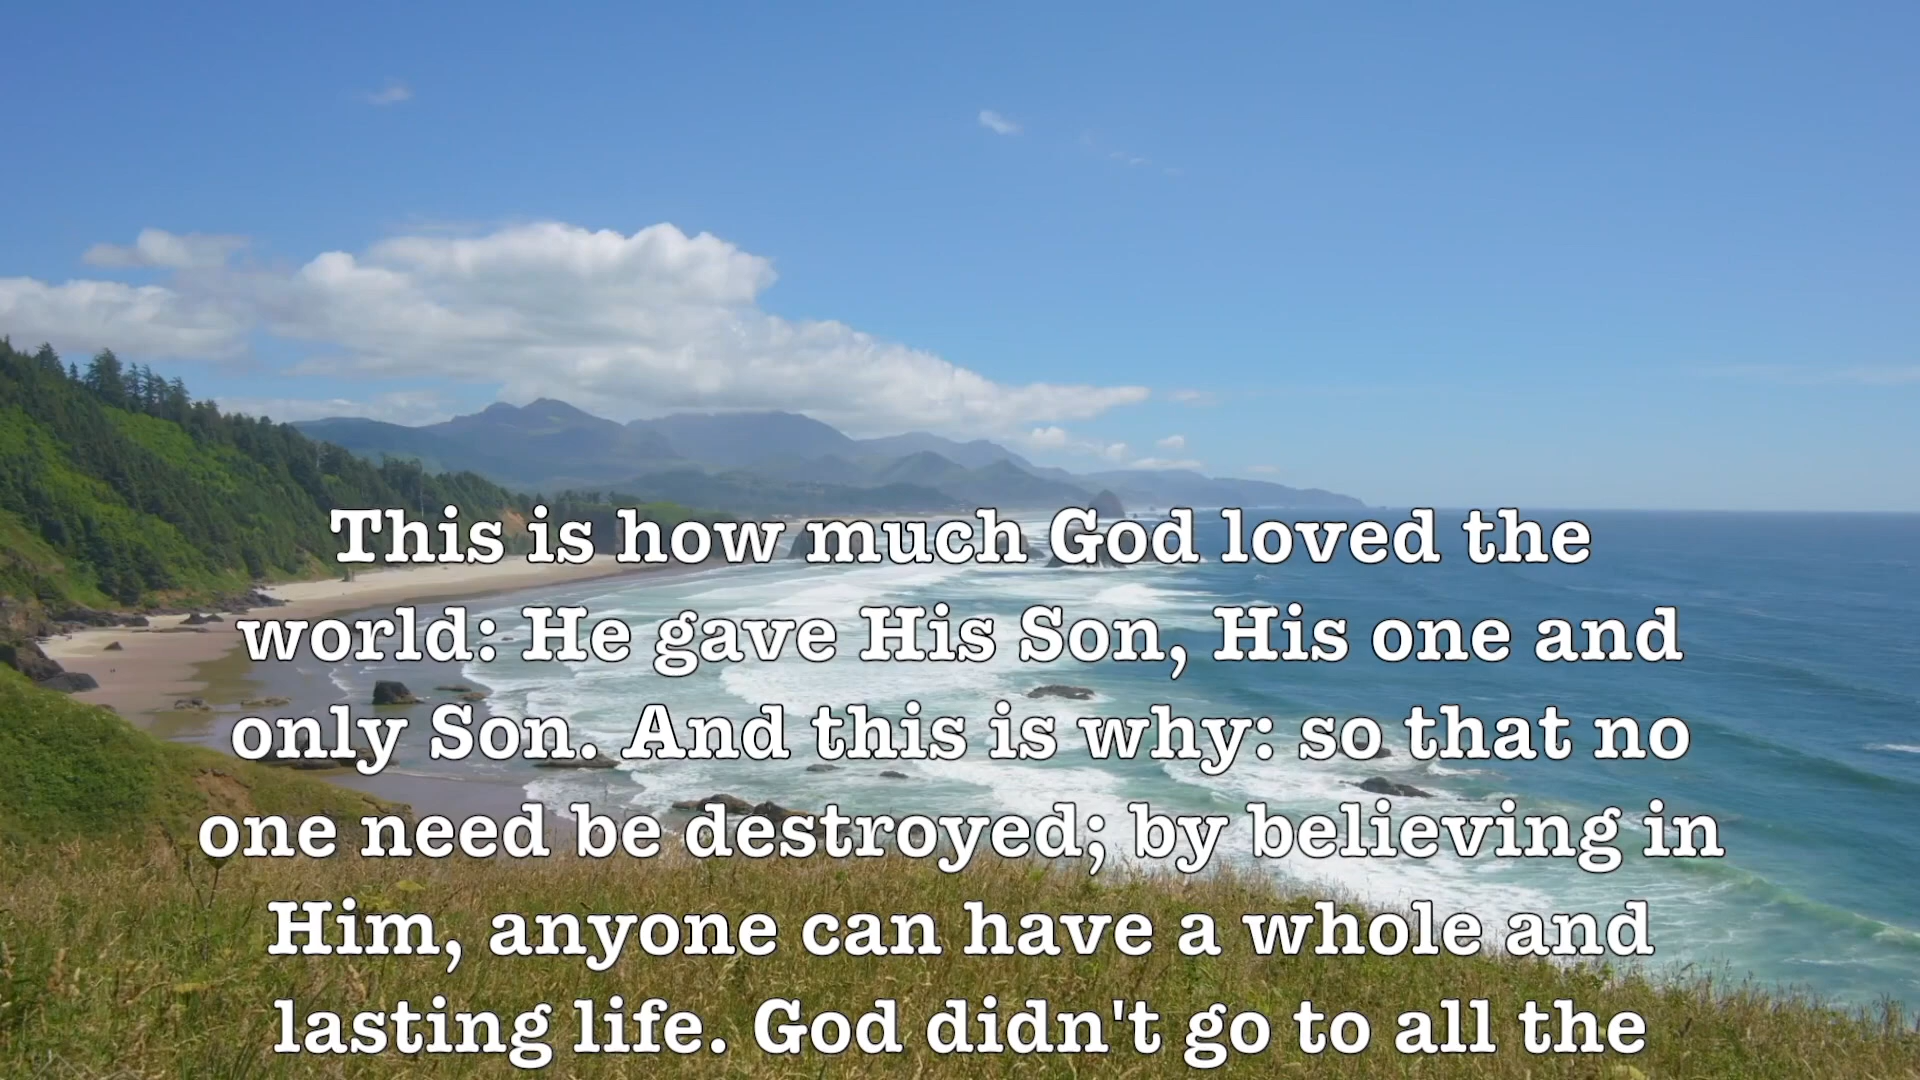 This is how much God loved the
world: He gave His Son, His one and
only Son. And this is why: so that no
one need be destroyed; by believing in
Him, anyone can have a whole and
lasting life. God didn't go to all the